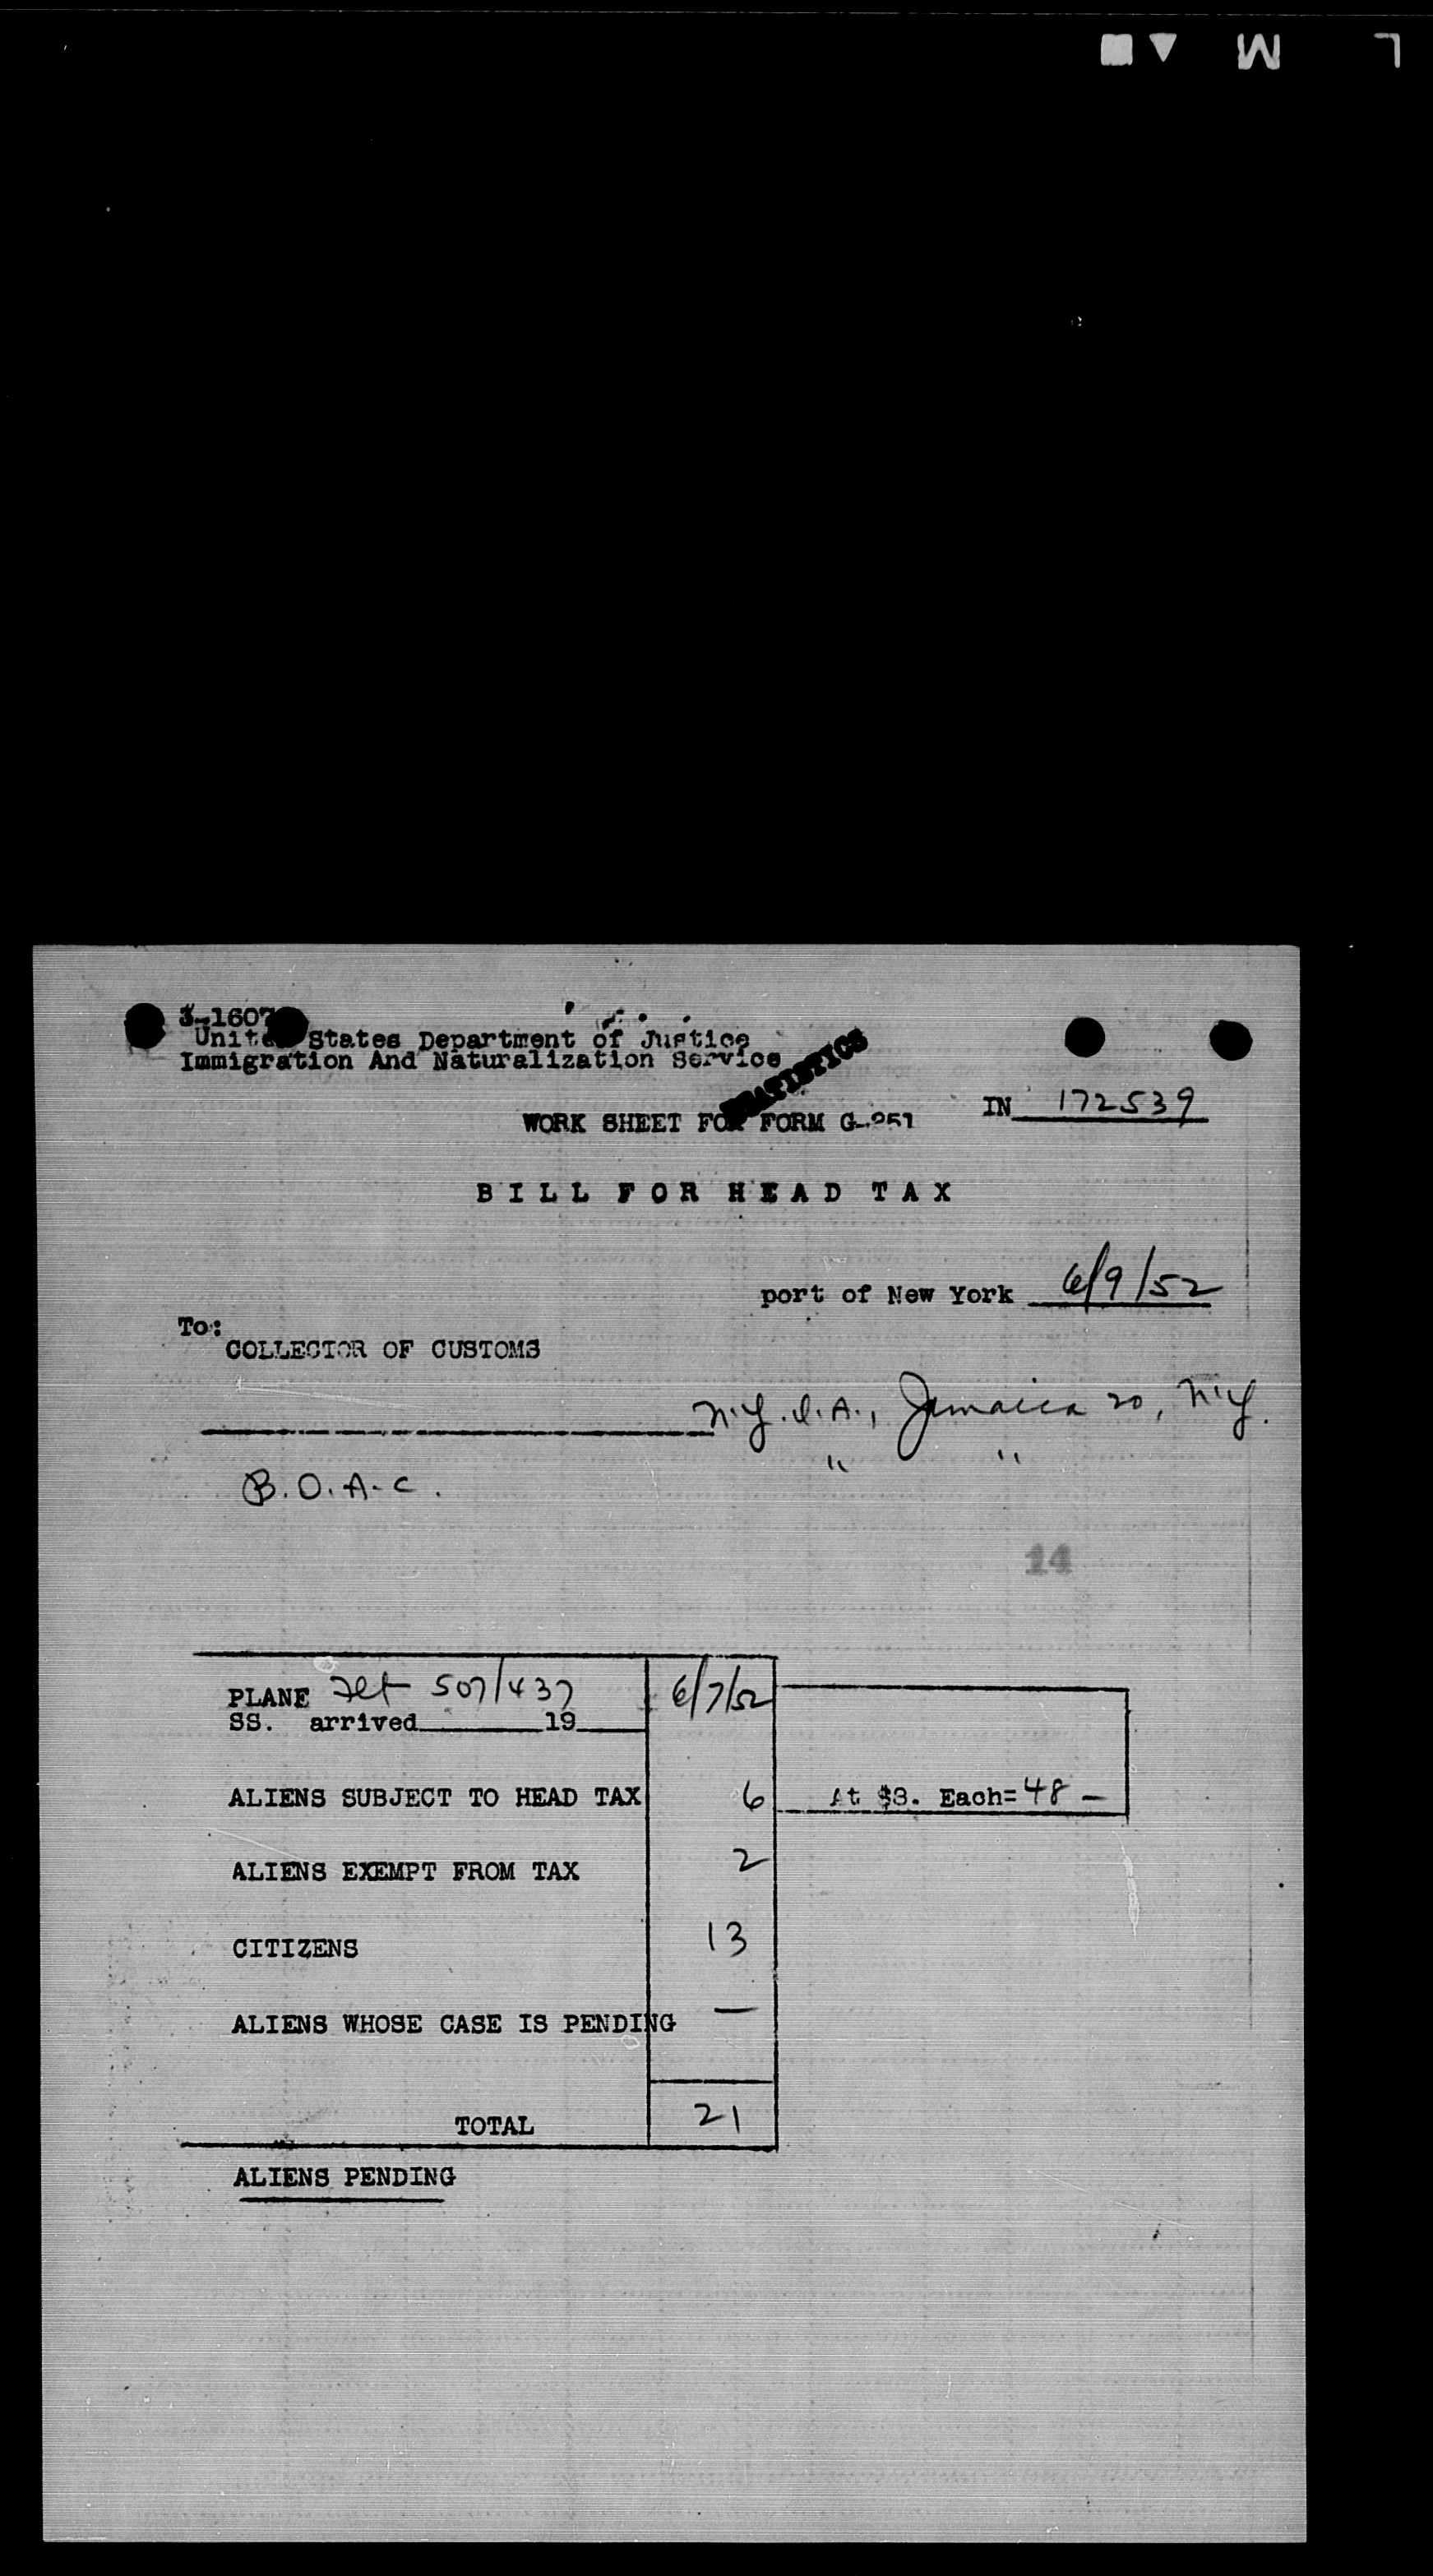 3-1607
United States Department of Justice
Immigration And Naturalization Service
STATISTICS
IN 172539
WORK SHEET FOR FORM G-251
BILL FOR HEAD TAX
port of New York 6/9/52
To:
COLLECTOR OF CUSTOMS
N.Y.I.A., Jamaica 20, N.Y.
" "
B.O.A.C.
14
PLANE Flt 507/437 6/7/52
SS. arrived 19
ALIENS SUBJECT TO HEAD TAX 6 At $8. Each= 48 —
ALIENS EXEMPT FROM TAX 2
CITIZENS 13
ALIENS WHOSE CASE IS PENDING —
TOTAL 21
ALIENS PENDING